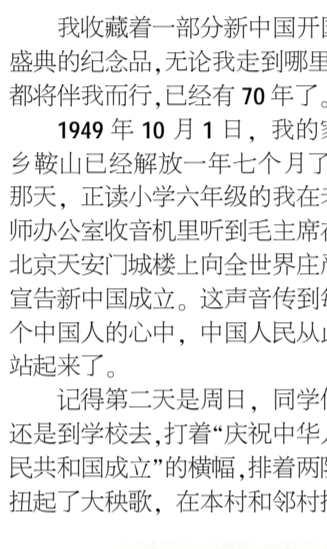 我收藏着一部分新中国开
盛典的纪念品,无论我走到哪里
都将伴我而行,已经有 70 年了。
1949 年 10 月 1 日，我的
乡鞍山已经解放一年七个月了
那天，正读小学六年级的我在
师办公室收音机里听到毛主席
北京天安门城楼上向全世界庄
宣告新中国成立。这声音传到
个中国人的心中，中国人民从
站起来了。
记得第二天是周日，同学
还是到学校去,打着“庆祝中华
民共和国成立”的横幅,排着两
扭起了大秧歌，在本村和邻村